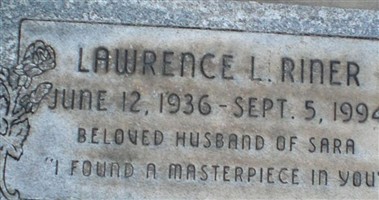 LAWRENCE L. RINER
JUNE 12, 1936 - SEPT. 5, 1994
BELOVED HUSBAND OF SARA
"I FOUND A MASTERPIECE IN YOU"